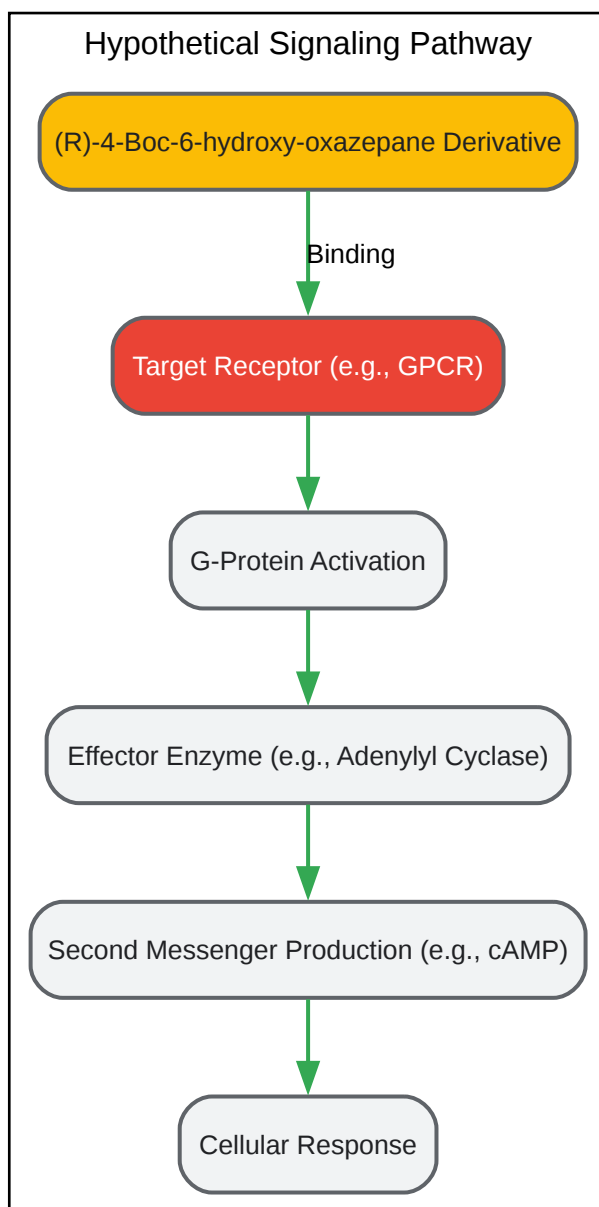 Hypothetical Signaling Pathway
(R)-4-Boc-6-hydroxy-oxazepane Derivative
Binding
Target Receptor (e.g., GPCR)
G-Protein Activation
Effector Enzyme (e.g., Adenylyl Cyclase)
Second Messenger Production (e.g., cAMP)
Cellular Response